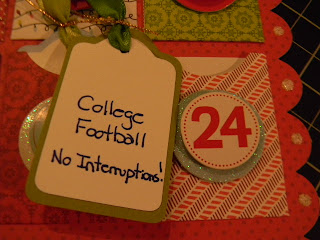 College
Football
No Interruptions!
24